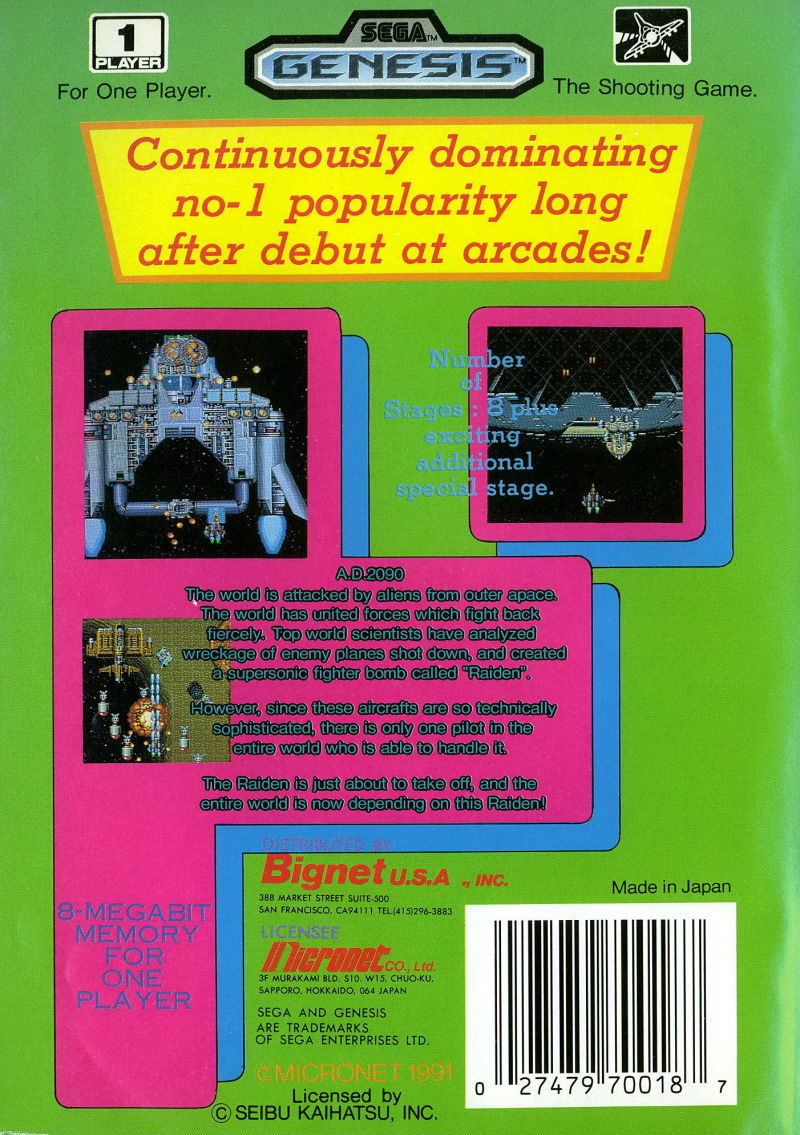 1
PLAYER
For One Player.
SEGA™
GENESIS™
The Shooting Game.
Continuously dominating
no-1 popularity long
after debut at arcades!
Number
of
Stages : 8 plus
exciting
additional
special stage.
A.D.2090
The world is attacked by aliens from outer apace.
The world has united forces which fight back
fiercely. Top world scientists have analyzed
wreckage of enemy planes shot down, and created
a supersonic fighter bomb called "Raiden".
However, since these aircrafts are so technically
sophisticated, there is only one pilot in the
entire world who is able to handle it.
The Raiden is just about to take off, and the
entire world is now depending on this Raiden!
8-MEGABIT
MEMORY
FOR
ONE
PLAYER
DISTRIBUTED BY
Bignet U.S.A ., INC.
388 MARKET STREET SUITE-500
SAN FRANCISCO, CA94111 TEL.(415)296-3883
LICENSEE
Micronet CO., Ltd.
3F MURAKAMI BLD. S10. W15. CHUO-KU,
SAPPORO, HOKKAIDO, 064 JAPAN
SEGA AND GENESIS
ARE TRADEMARKS
OF SEGA ENTERPRISES LTD.
©MICRONET 1991
Licensed by
© SEIBU KAIHATSU, INC.
Made in Japan
0 27479 70018 7